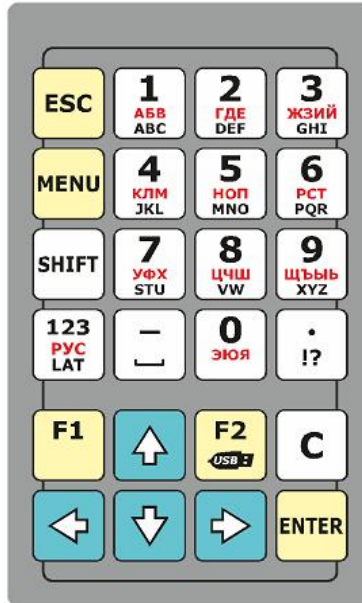 ESC
1
АБВ
ABC
2
ГДЕ
DEF
3
ЖЗИЙ
GHI
MENU
4
КЛМ
JKL
5
НОП
MNO
6
РСТ
PQR
SHIFT
7
УФХ
STU
8
ЦЧШ
VW
9
ЩЪЫЬ
XYZ
123
РУС
LAT
–
0
ЭЮЯ
.
!?
F1
F2
USB
C
ENTER